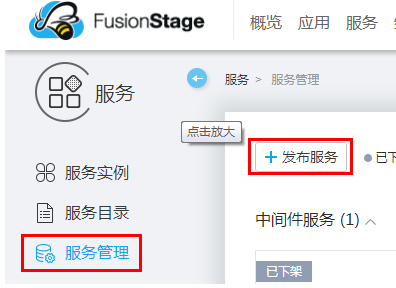 FusionStage 概览 应用 服务
服务
服务 > 服务管理
点击放大
+ 发布服务
已下
服务实例
服务目录
服务管理
中间件服务 (1)
已下架